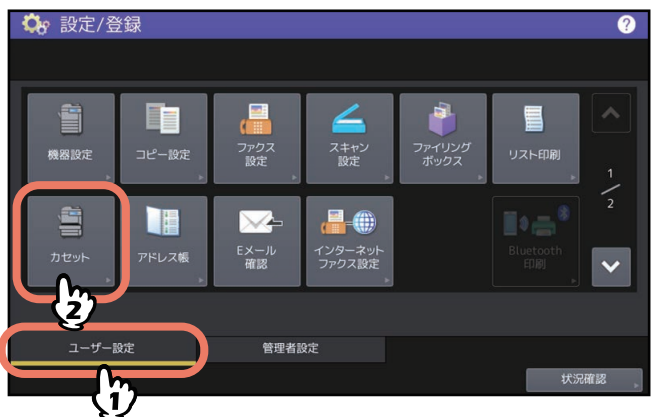 設定/登録
?
機器設定
コピー設定
ファクス
設定
スキャン
設定
ファイリング
ボックス
リスト印刷
1
2
カセット
アドレス帳
Eメール
確認
インターネット
ファクス設定
Bluetooth
印刷
2
ユーザー設定
管理者設定
状況確認
1